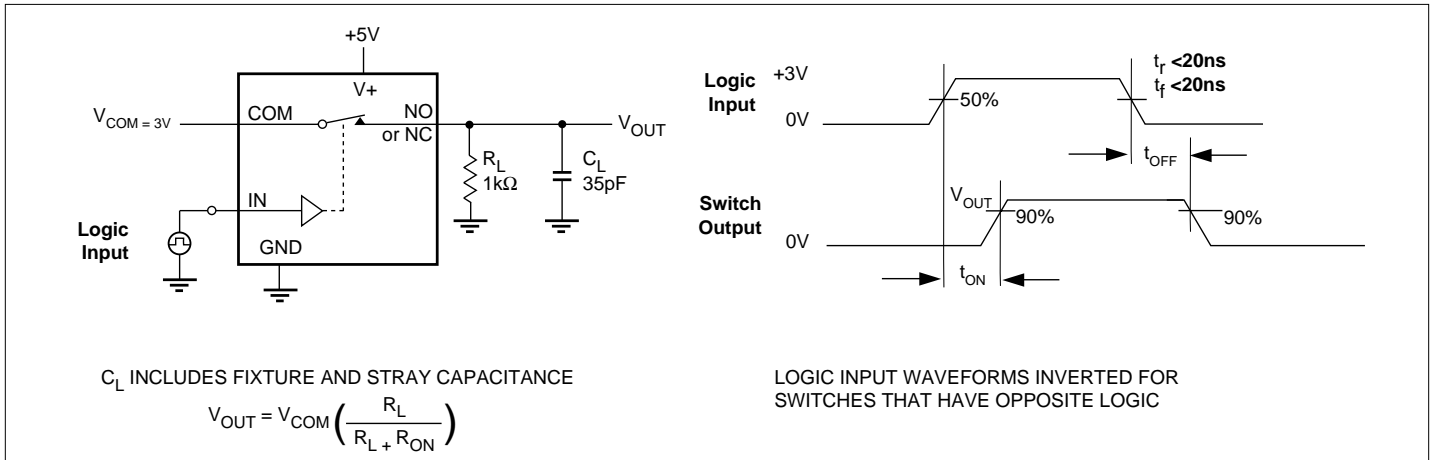 +5V
V+
V_COM = 3V
COM
NO
or NC
V_OUT
R_L
1kΩ
C_L
35pF
IN
Logic
Input
GND
C_L INCLUDES FIXTURE AND STRAY CAPACITANCE
V_OUT = V_COM ( R_L / R_L + R_ON )
Logic
Input
+3V
0V
50%
t_r <20ns
t_f <20ns
t_OFF
Switch
Output
V_OUT
0V
90%
90%
t_ON
LOGIC INPUT WAVEFORMS INVERTED FOR
SWITCHES THAT HAVE OPPOSITE LOGIC